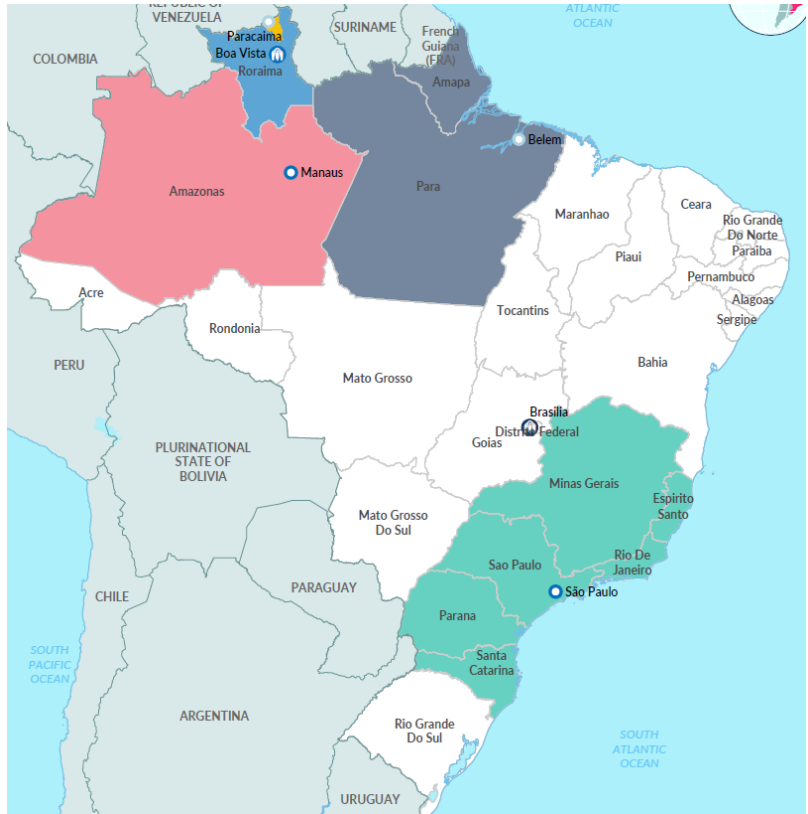 REPUBLIC OF
VENEZUELA
ATLANTIC
OCEAN
SURINAME
French
Guiana
(FRA)
COLOMBIA
Paracaima
Boa Vista
Roraima
Amapa
Belem
Manaus
Amazonas
Para
Maranhao
Ceara
Rio Grande
Do Norte
Paraiba
Piaui
Pernambuco
Alagoas
Sergipe
Acre
Rondonia
Tocantins
Bahia
PERU
Mato Grosso
Brasilia
Distrito Federal
Goias
PLURINATIONAL
STATE OF
BOLIVIA
Minas Gerais
Espirito
Santo
Mato Grosso
Do Sul
Sao Paulo
Rio De
Janeiro
São Paulo
PARAGUAY
CHILE
Parana
SOUTH
PACIFIC
OCEAN
Santa
Catarina
ARGENTINA
Rio Grande
Do Sul
SOUTH
ATLANTIC
OCEAN
URUGUAY